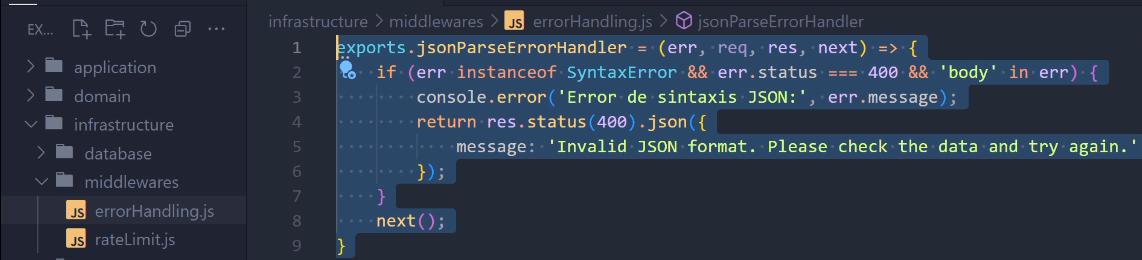 EX...
application
domain
infrastructure
database
middlewares
JS errorHandling.js
JS rateLimit.js
infrastructure > middlewares > JS errorHandling.js > jsonParseErrorHandler
1 exports.jsonParseErrorHandler = (err, req, res, next) => {
2 if (err instanceof SyntaxError && err.status === 400 && 'body' in err) {
3 console.error('Error de sintaxis JSON:', err.message);
4 return res.status(400).json({
5 message: 'Invalid JSON format. Please check the data and try again.'
6 });
7 }
8 next();
9 }